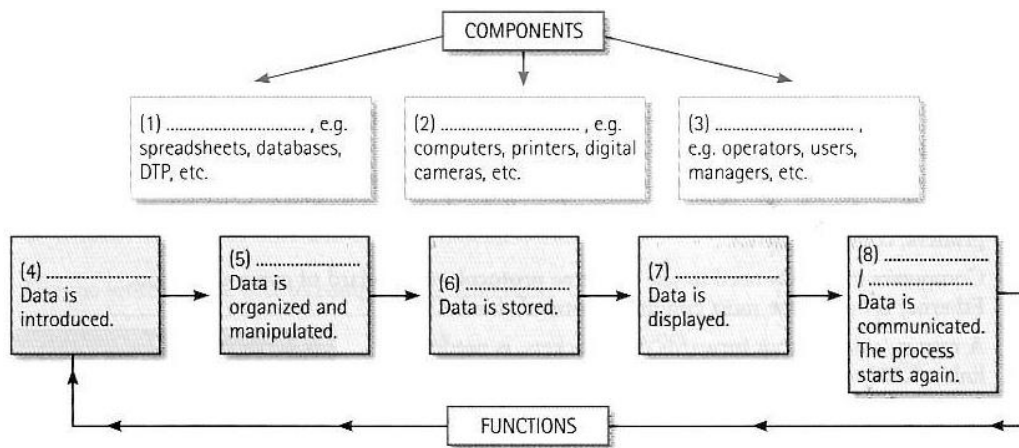 COMPONENTS
(1) .............................. , e.g.
spreadsheets, databases,
DTP, etc.
(2) .............................. , e.g
computers, printers, digital
cameras, etc.
(3) .............................. ,
e.g. operators, users,
managers, etc.
(4) ......................
Data is
introduced.
(5) ......................
Data is
organized and
manipulated.
(6) ......................
Data is stored.
(7) ......................
Data is
displayed.
(8) ......................
/ ......................
Data is
communicated.
The process
starts again.
FUNCTIONS